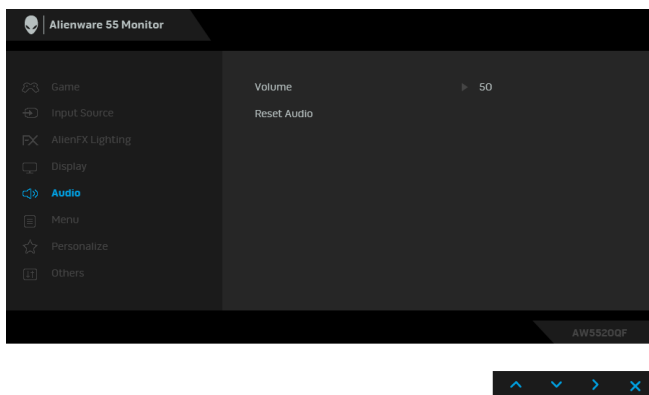 Alienware 55 Monitor
Game
Input Source
AlienFX Lighting
Display
Audio
Menu
Personalize
Others
Volume 50
Reset Audio
AW5520QF